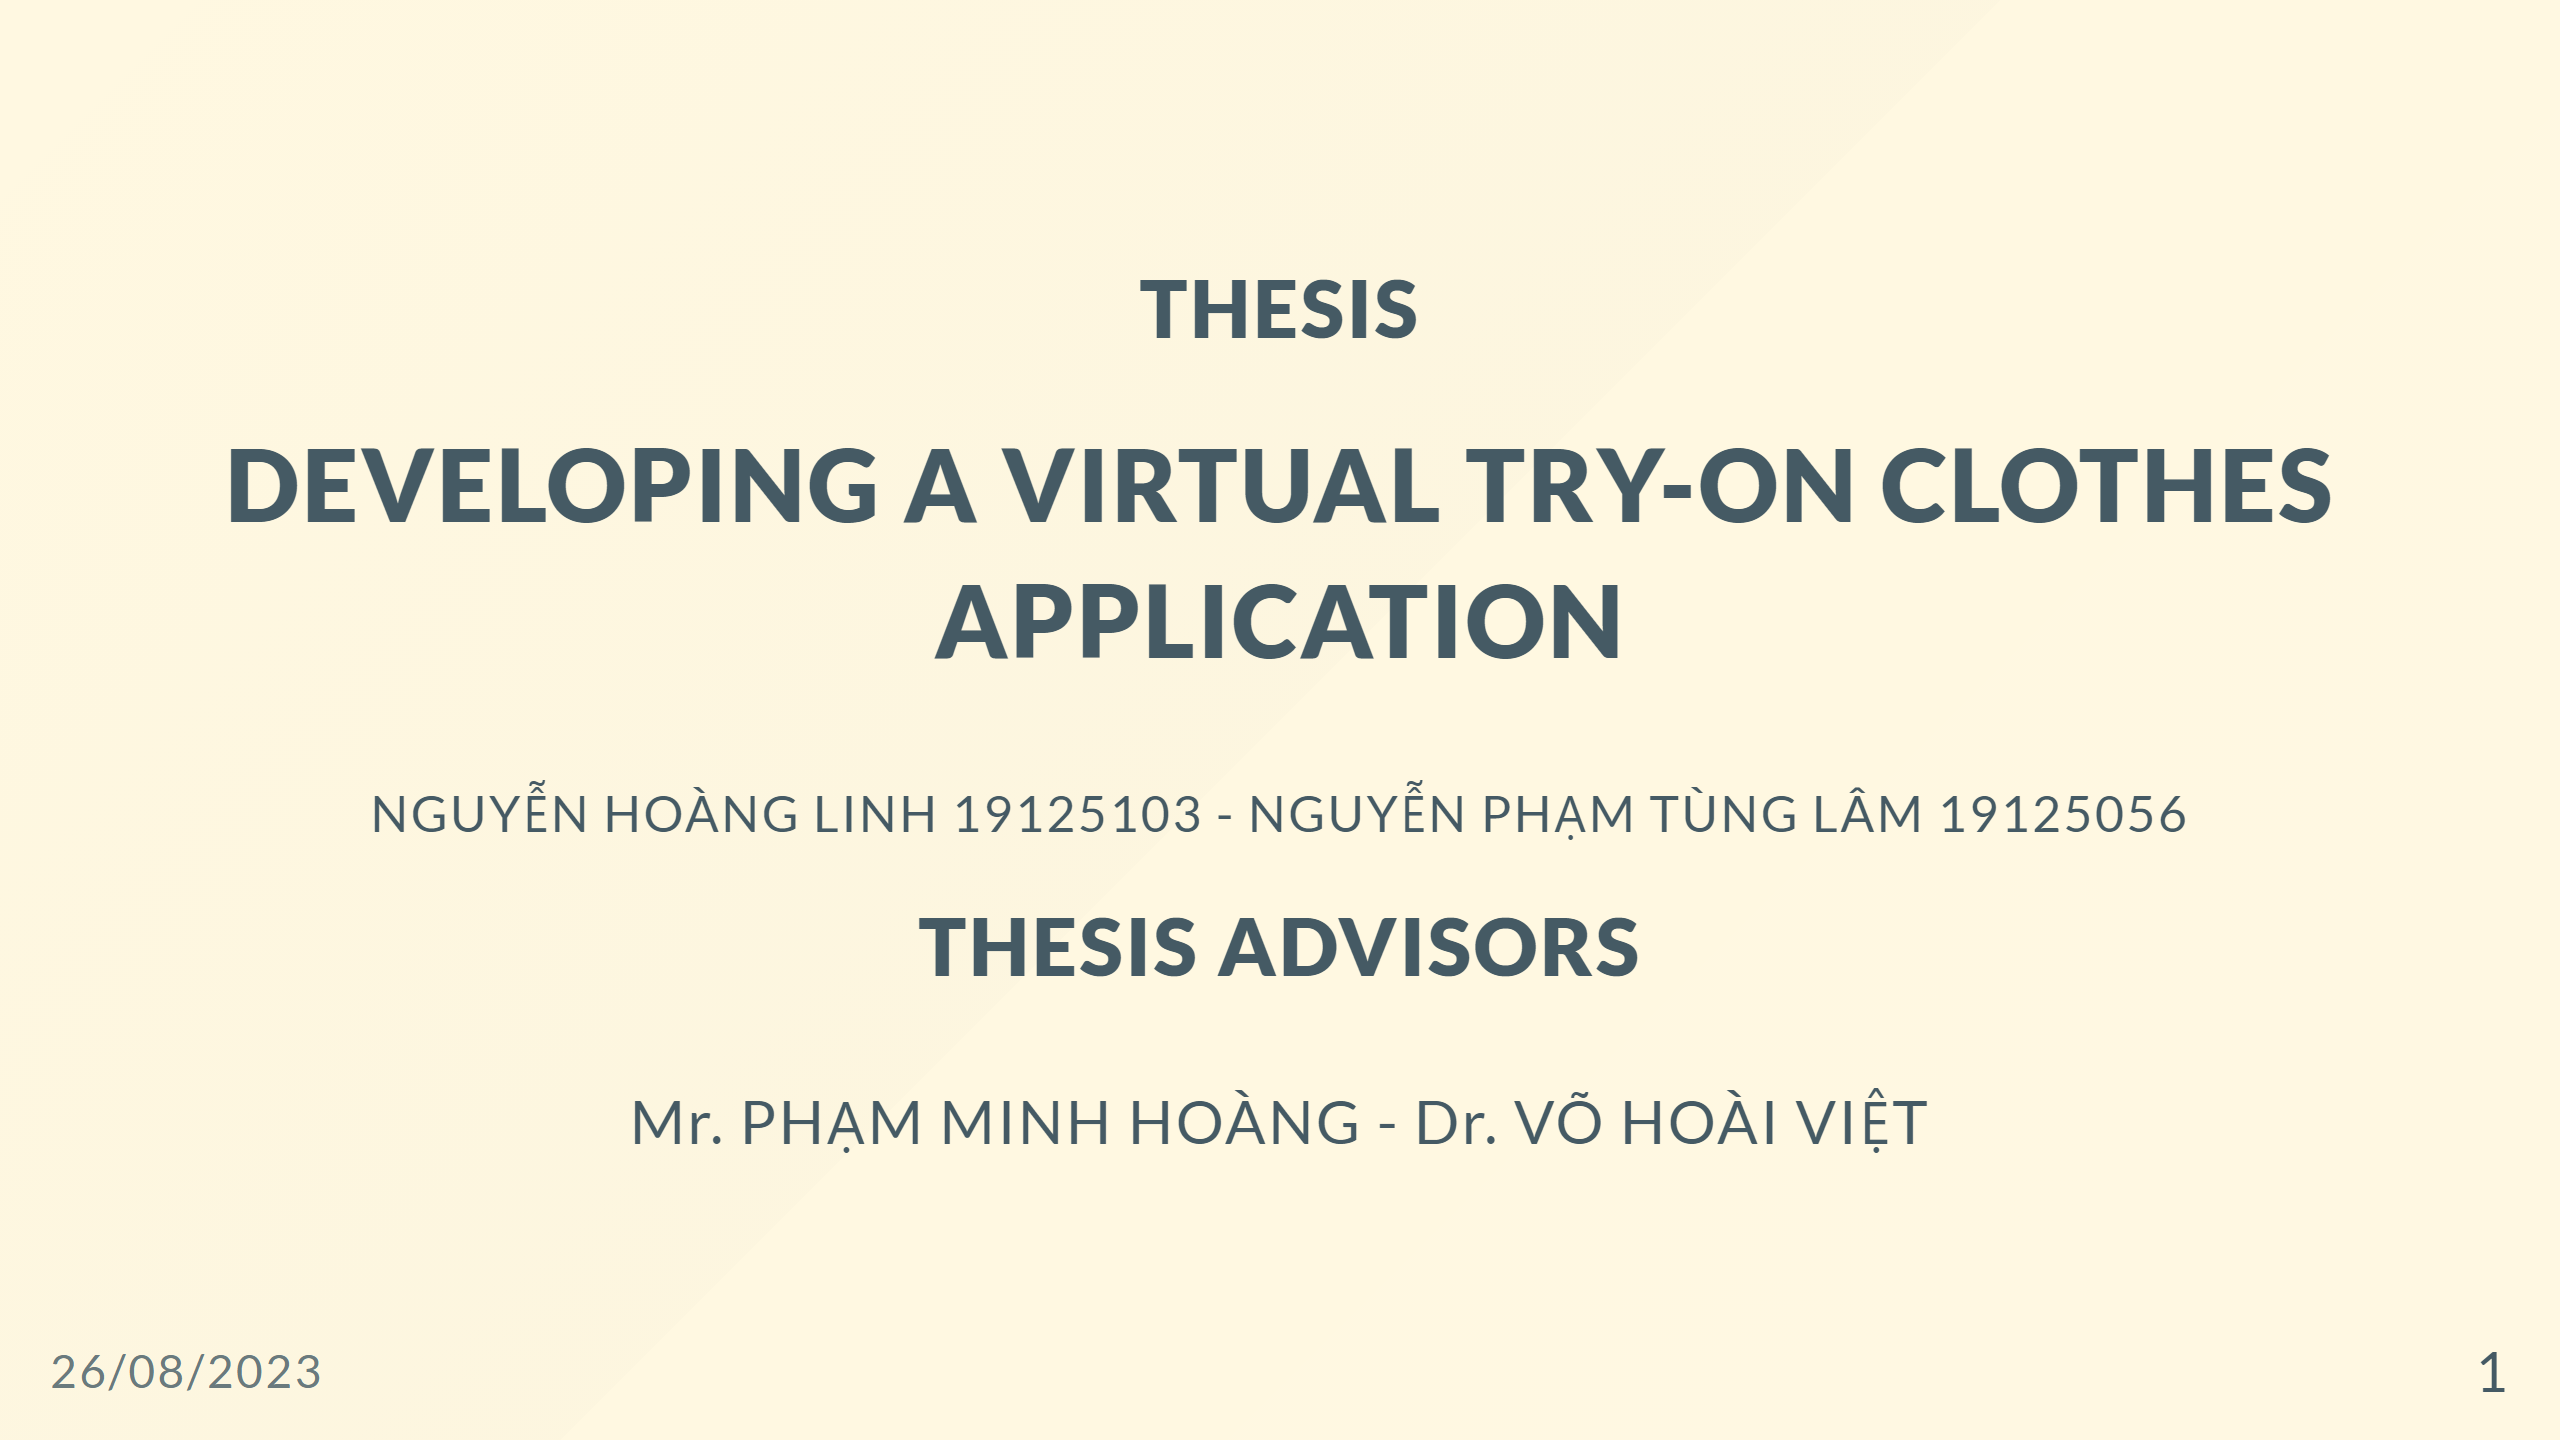 THESIS
DEVELOPING A VIRTUAL TRY-ON CLOTHES
APPLICATION
NGUYỄN HOÀNG LINH 19125103 - NGUYỄN PHẠM TÙNG LÂM 19125056
THESIS ADVISORS
Mr. PHẠM MINH HOÀNG - Dr. VÕ HOÀI VIỆT
26/08/2023
1